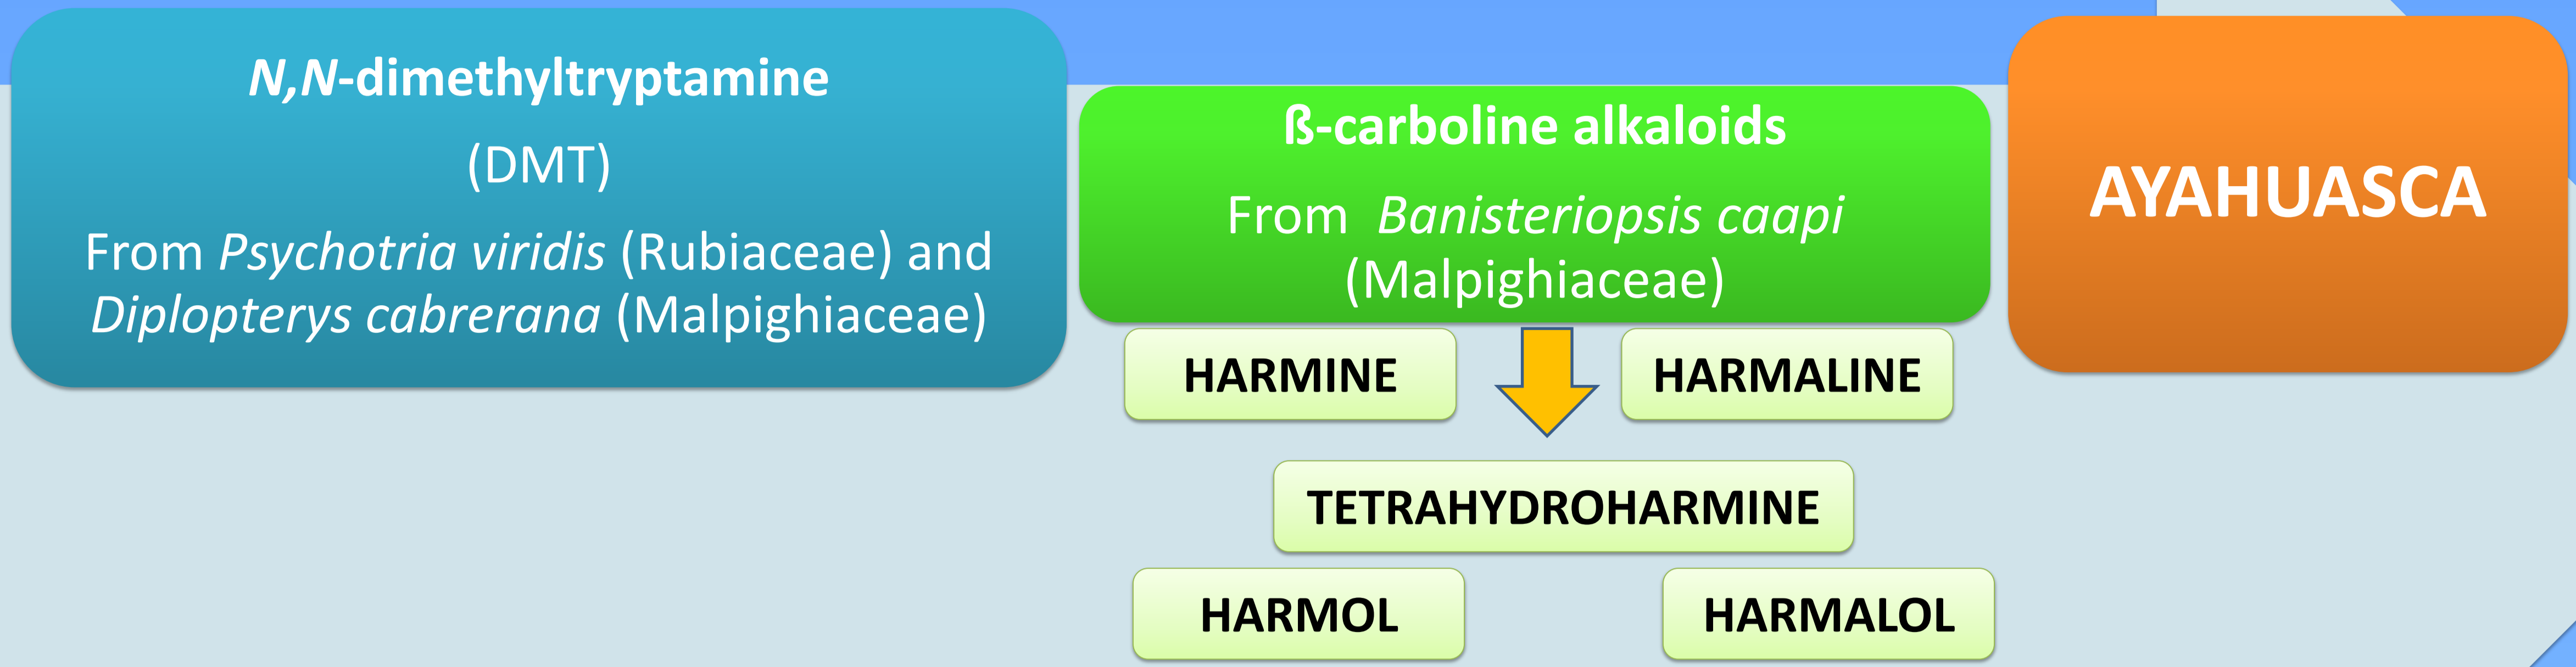 N,N-dimethyltryptamine
(DMT)
From Psychotria viridis (Rubiaceae) and
Diplopterys cabrerana (Malpighiaceae)
ß-carboline alkaloids
From Banisteriopsis caapi
(Malpighiaceae)
AYAHUASCA
HARMINE
HARMALINE
TETRAHYDROHARMINE
HARMOL
HARMALOL